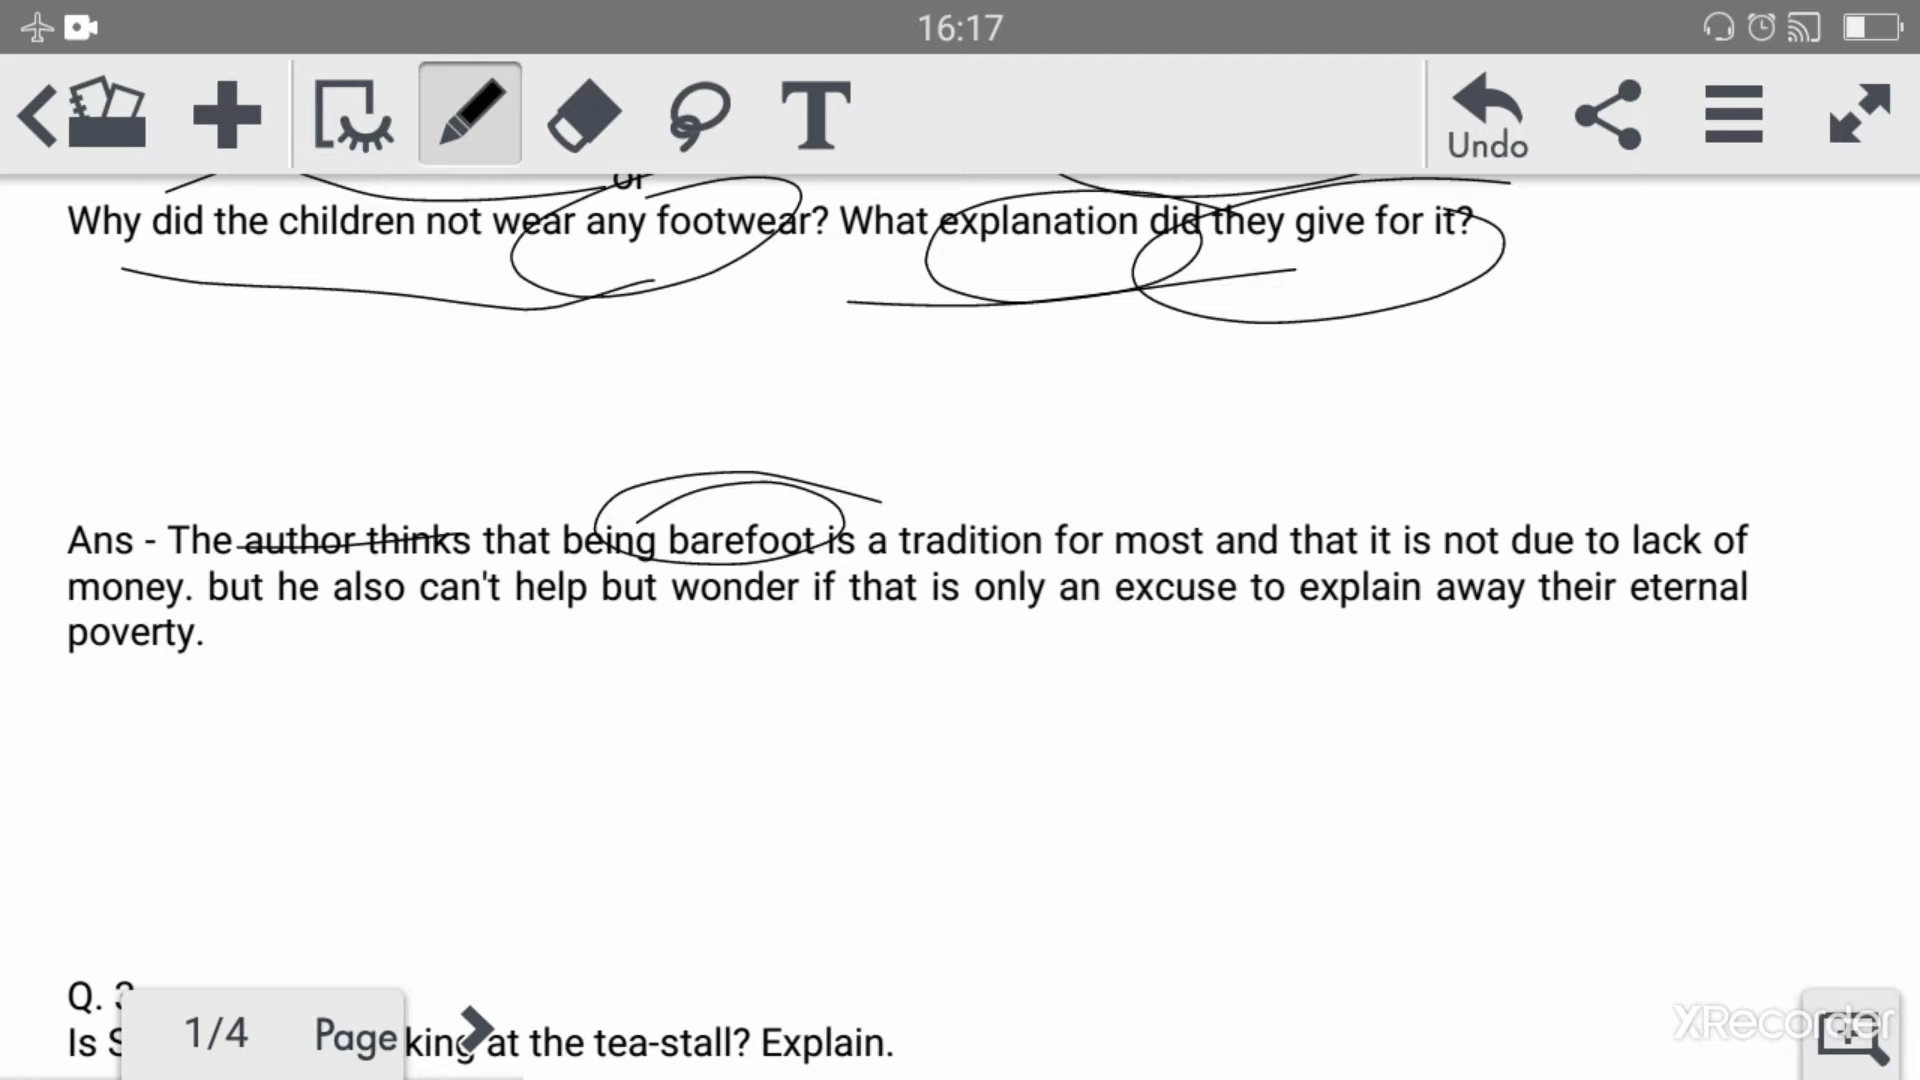 16:17
Undo
or
Why did the children not wear any footwear? What explanation did they give for it?
Ans - The author thinks that being barefoot is a tradition for most and that it is not due to lack of
money. but he also can't help but wonder if that is only an excuse to explain away their eternal
poverty.
Q. 3
Is S
king at the tea-stall? Explain.
1/4 Page
XRecorder